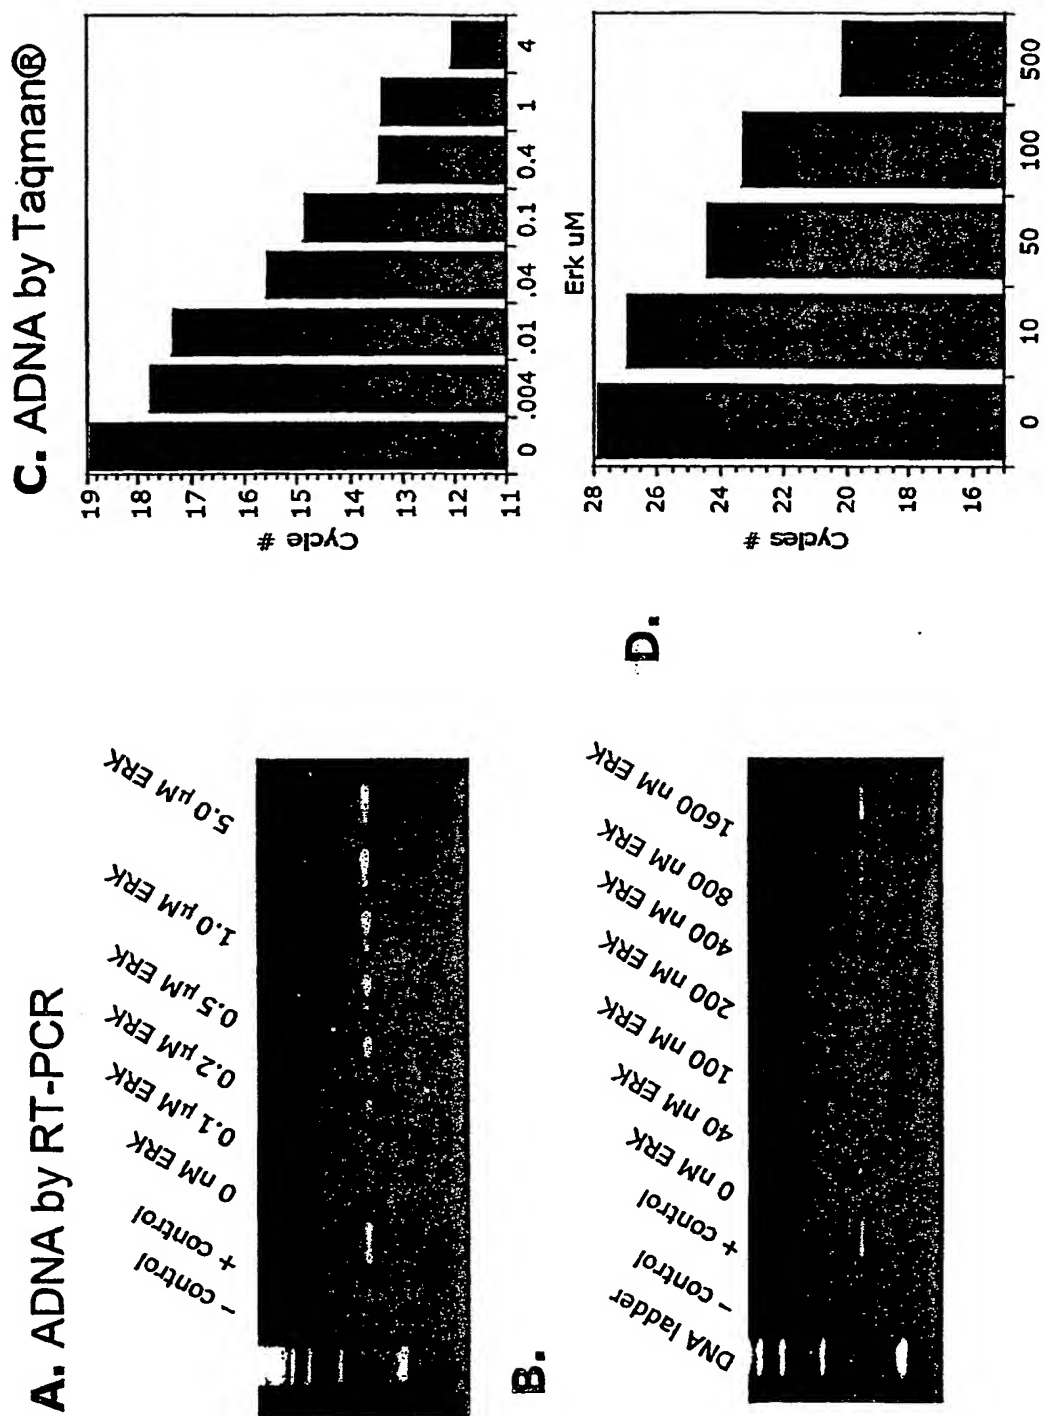 A. ADNA by RT-PCR
– control
+ control
0 nM ERK
0.1 µM ERK
0.2 µM ERK
0.5 µM ERK
1.0 µM ERK
5.0 µM ERK
B.
DNA ladder
– control
+ control
0 nM ERK
40 nM ERK
100 nM ERK
200 nM ERK
400 nM ERK
800 nM ERK
1600 nM ERK
C. ADNA by Taqman®
Cycle #
19
18
17
16
15
14
13
12
11
0 .004 .01 .04 0.1 0.4 1 4
Erk uM
D.
Cycles #
28
26
24
22
20
18
16
0 10 50 100 500